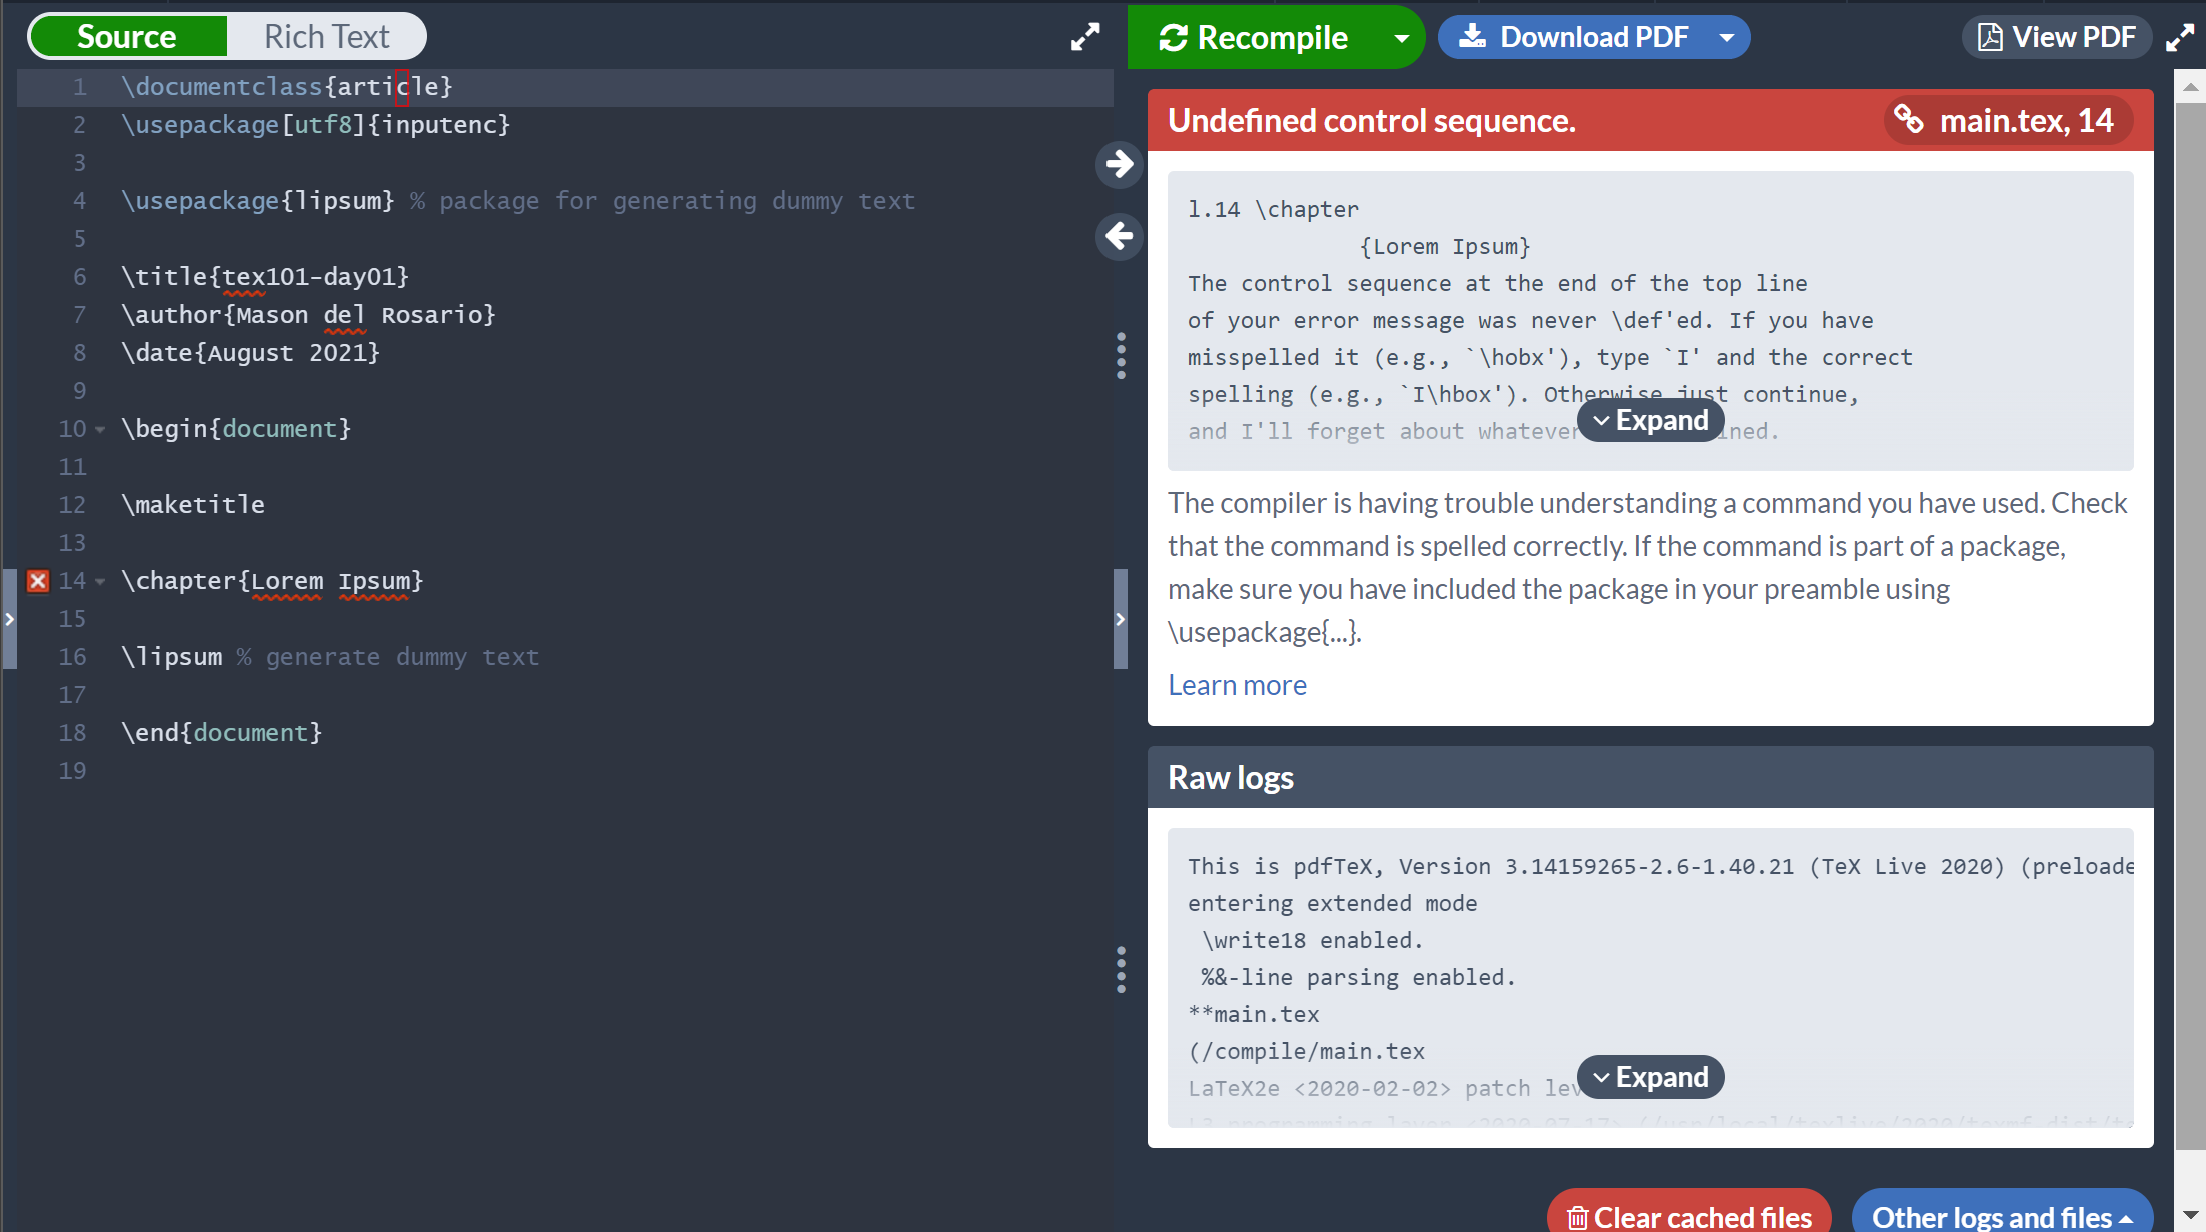 Source Rich Text
1 \documentclass{article}
2 \usepackage[utf8]{inputenc}
3
4 \usepackage{lipsum} % package for generating dummy text
5
6 \title{tex101-day01}
7 \author{Mason del Rosario}
8 \date{August 2021}
9
10 \begin{document}
11
12 \maketitle
13
14 \chapter{Lorem Ipsum}
15
16 \lipsum % generate dummy text
17
18 \end{document}
19
Recompile Download PDF View PDF
Undefined control sequence. main.tex, 14
l.14 \chapter
{Lorem Ipsum}
The control sequence at the end of the top line
of your error message was never \def'ed. If you have
misspelled it (e.g., `\hobx'), type `I' and the correct
spelling (e.g., `I\hbox'). Otherwise just continue,
and I'll forget about whatever ined.
Expand
The compiler is having trouble understanding a command you have used. Check
that the command is spelled correctly. If the command is part of a package,
make sure you have included the package in your preamble using
\usepackage{...}.
Learn more
Raw logs
This is pdfTeX, Version 3.14159265-2.6-1.40.21 (TeX Live 2020) (preloade
entering extended mode
\write18 enabled.
%&-line parsing enabled.
**main.tex
(/compile/main.tex
LaTeX2e <2020-02-02> patch lev
Expand
Clear cached files Other logs and files